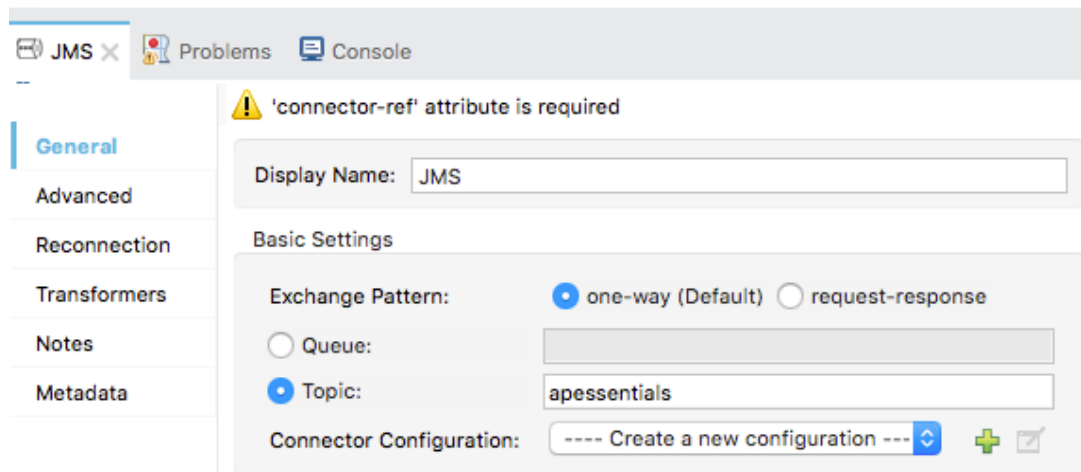 JMS Problems Console
'connector-ref' attribute is required
General
Display Name: JMS
Advanced
Reconnection
Basic Settings
Transformers
Exchange Pattern: one-way (Default) request-response
Notes
Queue:
Metadata
Topic: apessentials
Connector Configuration: ---- Create a new configuration ---